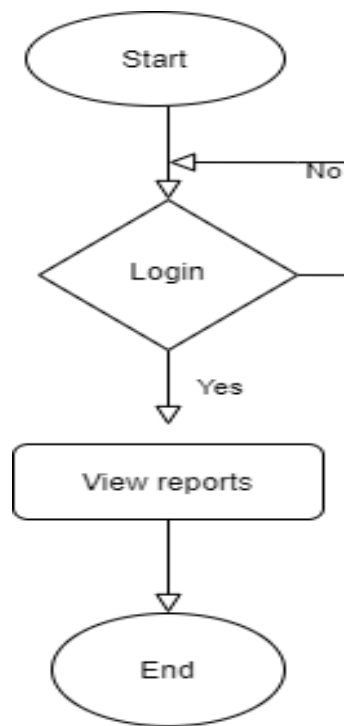 Start
No
Login
Yes
View reports
End